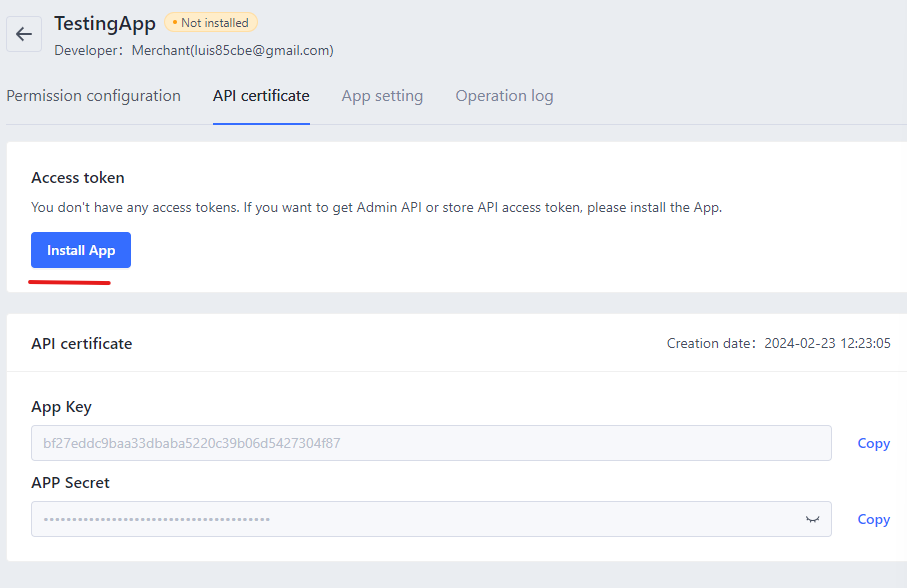 TestingApp
Not installed
Developer： Merchant(luis85cbe@gmail.com)
Permission configuration API certificate App setting Operation log
Access token
You don't have any access tokens. If you want to get Admin API or store API access token, please install the App.
Install App
API certificate Creation date：2024-02-23 12:23:05
App Key
bf27eddc9baa33dbaba5220c39b06d5427304f87 Copy
APP Secret
Copy